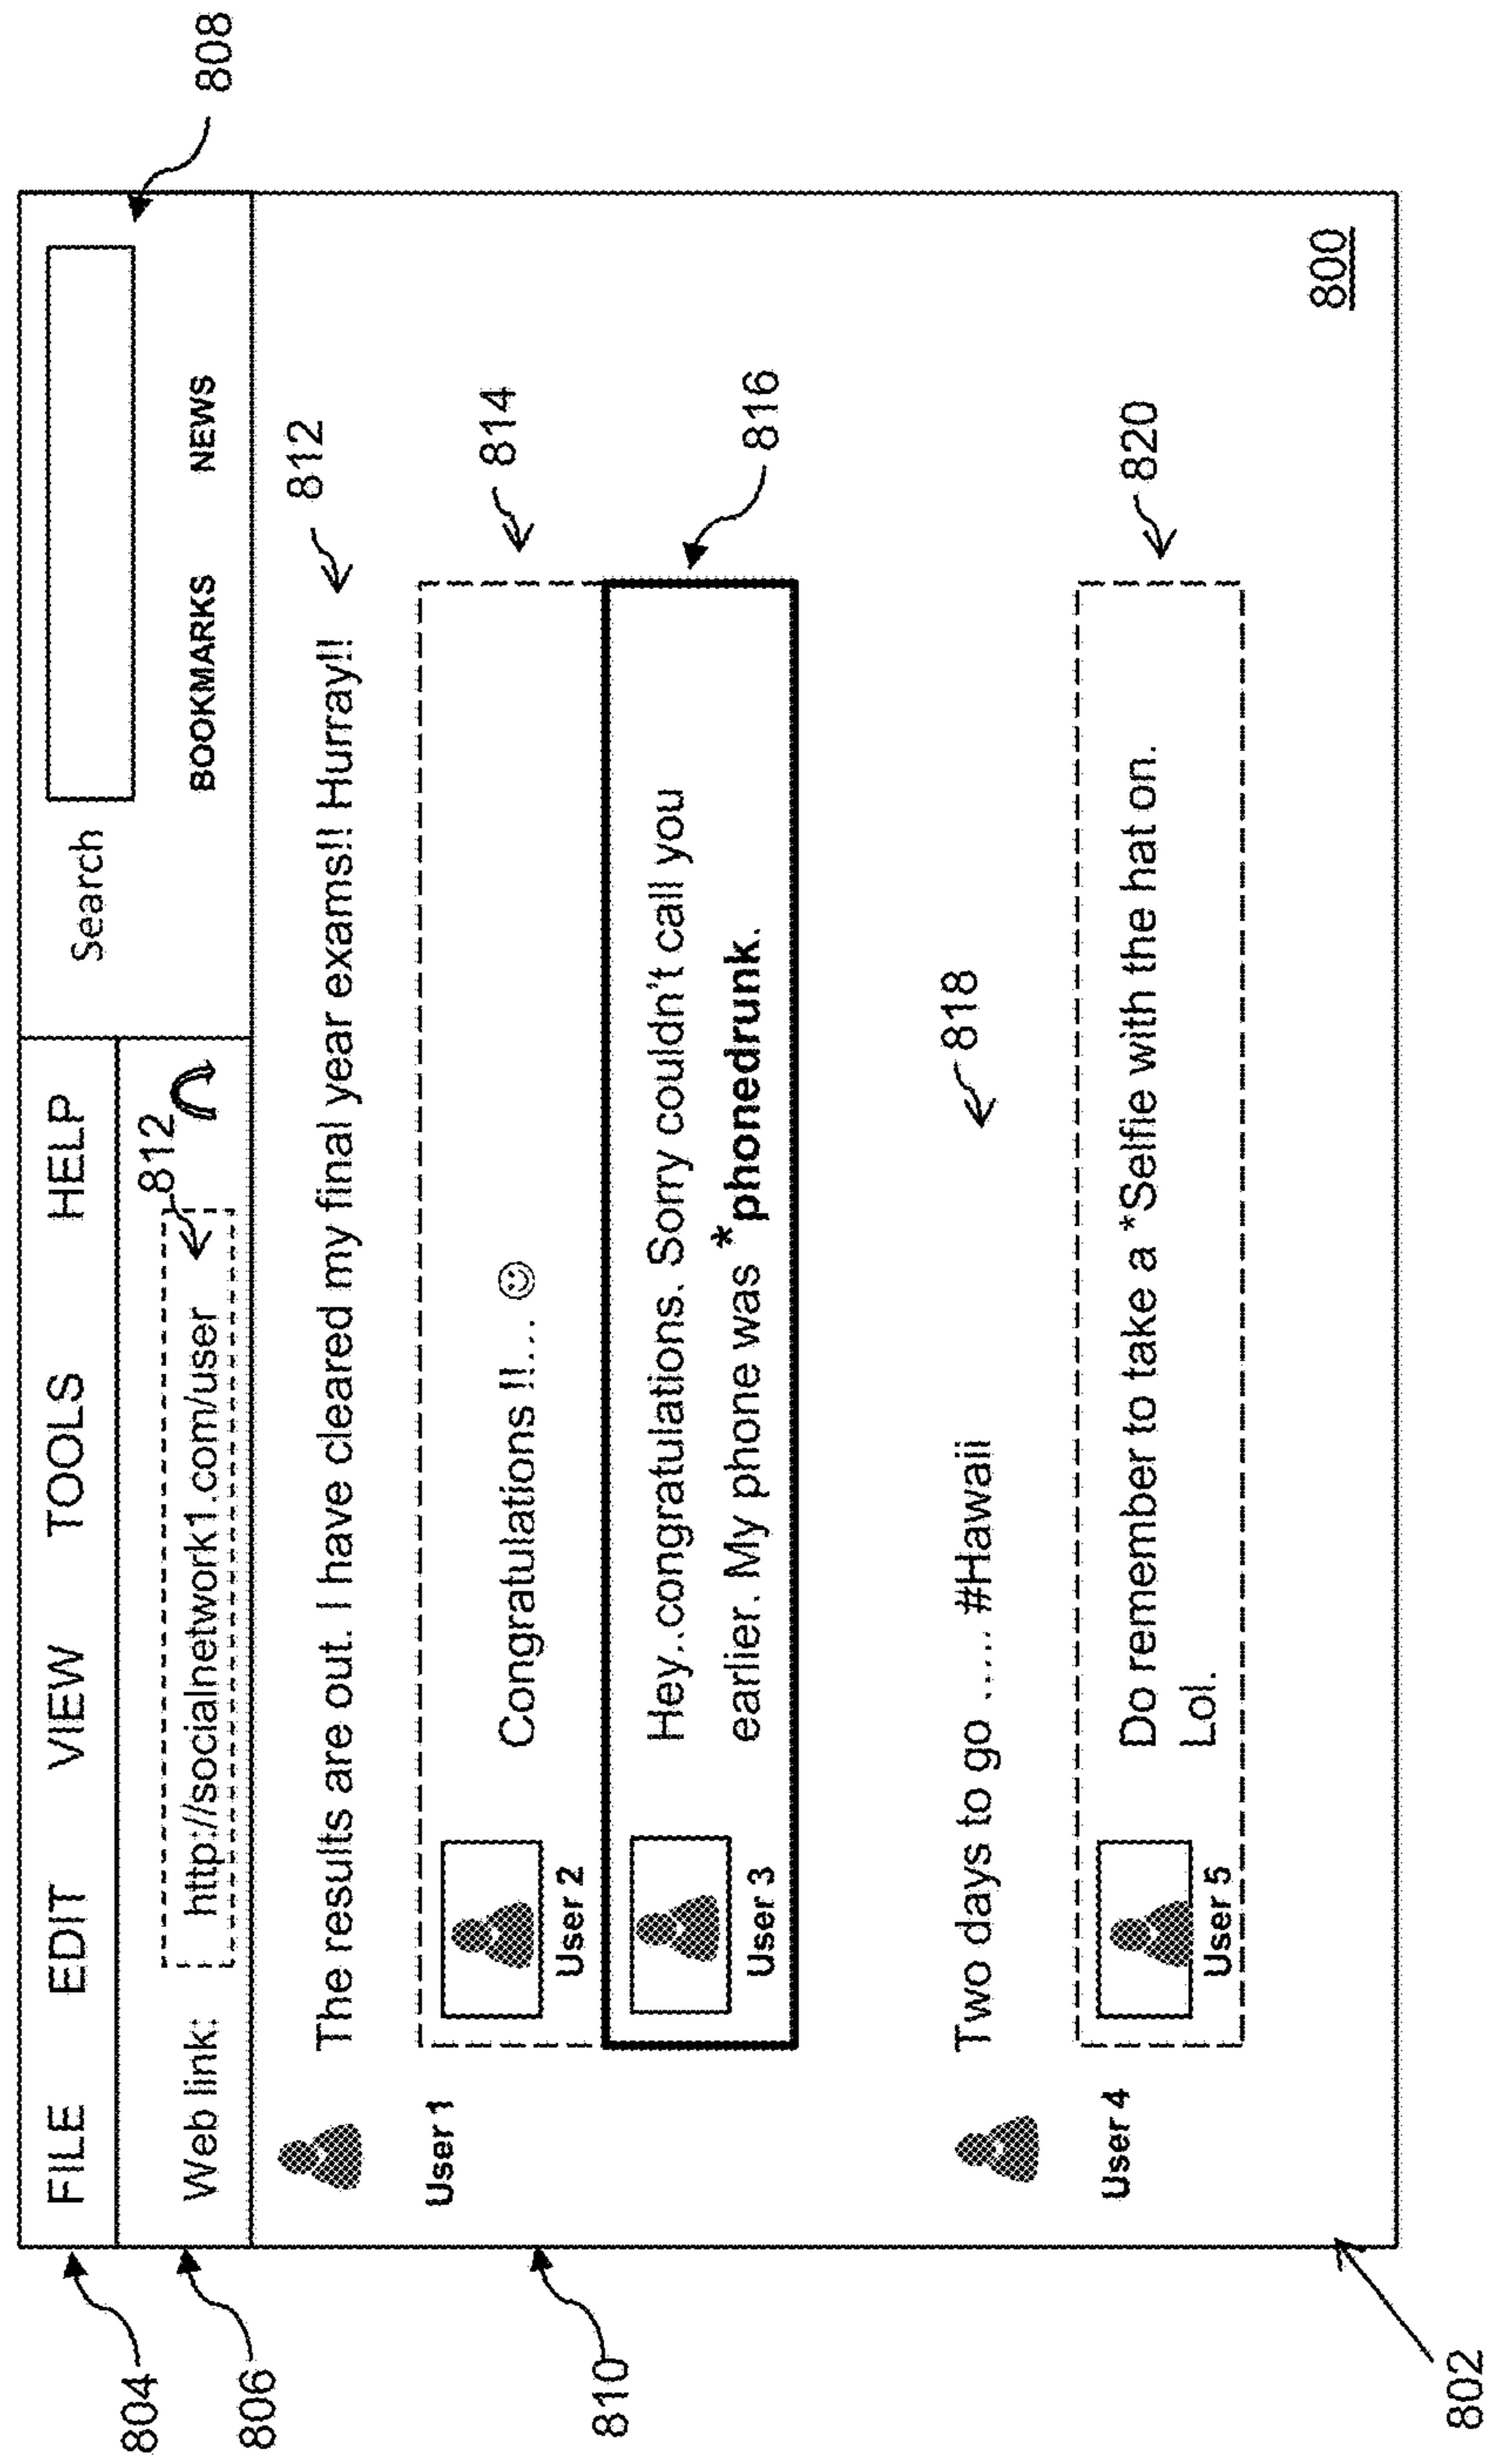 808
FILE EDIT VIEW TOOLS HELP
Search
804
Web link: http://socialnetwork1.com/user
812
BOOKMARKS NEWS
806
The results are out. I have cleared my final year exams!! Hurray!!
812
User 1
Congratulations !!... ☺
814
User 2
810
Hey..congratulations. Sorry couldn't call you
earlier. My phone was *phonedrunk.
816
User 3
Two days to go ..... #Hawaii
818
User 4
Do remember to take a *Selfie with the hat on.
Lol.
820
User 5
800
802